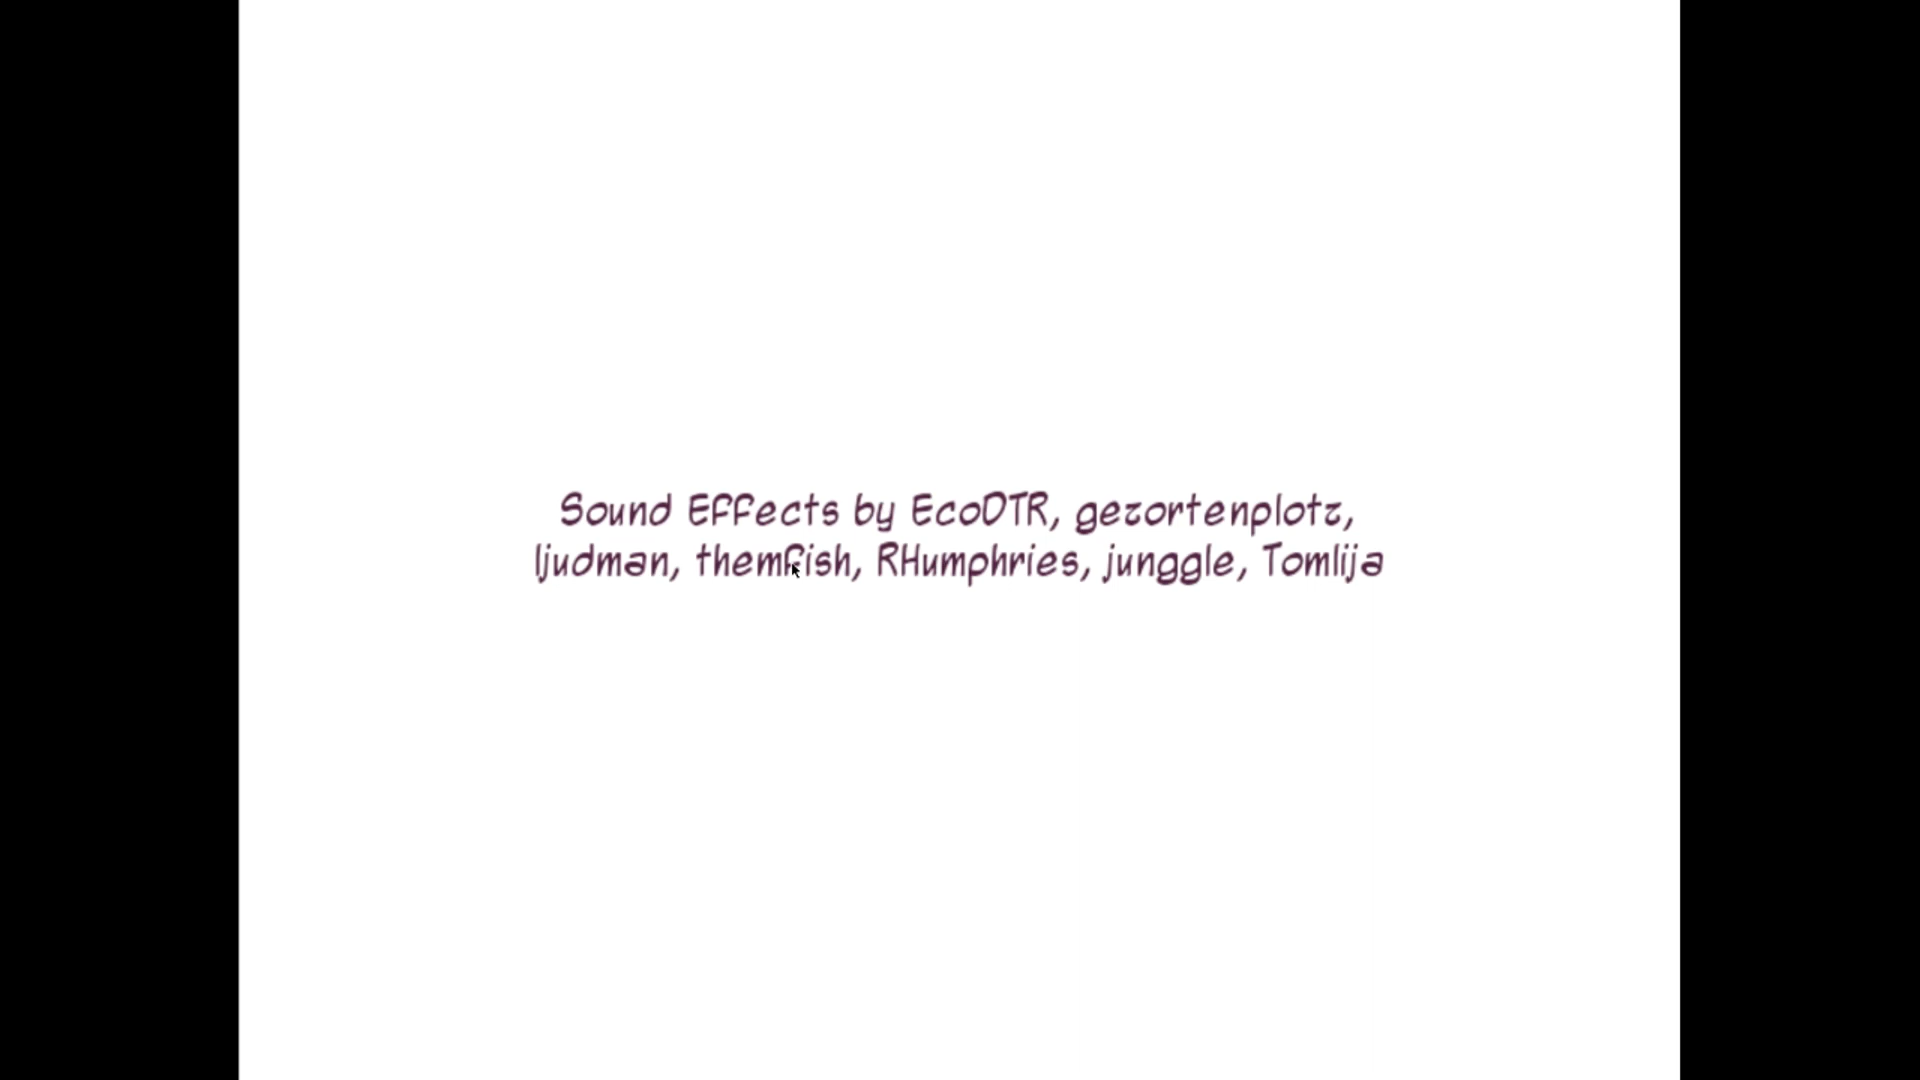 Sound Effects by EcoDTR, gezortenplotz,
ljudman, themfish, RHumphries, junggle, Tomlija